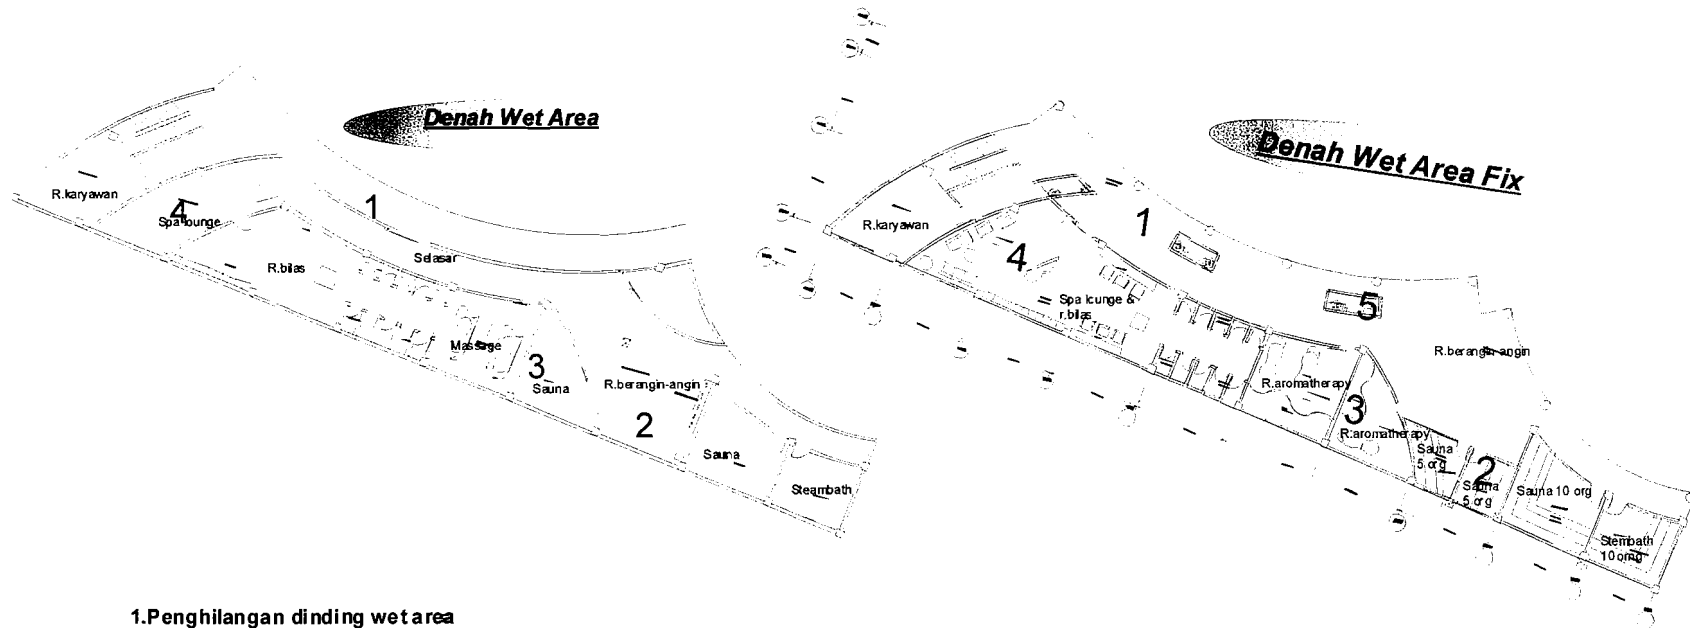 Denah Wet Area
R.karyawan
4
Spa lounge
1
R.bilas
Selasar
Massage
3
Sauna
R.berangin-angin
2
Sauna
Steambath
Denah Wet Area Fix
R.karyawan
1
4
Spa lounge &
r.bilas
5
R.berangin-angin
R.aromatherapy
3
R.aromatherapy
Sauna
5 org
2
Sauna
5 org
Sauna 10 org
Stembath
10 orng
1.Penghilangan dinding wet area